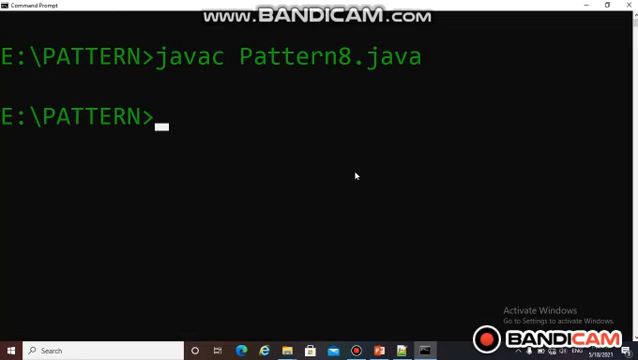 Command Prompt
www.BANDICAM.com
E:\PATTERN>javac Pattern8.java
E:\PATTERN>
Activate Windows
Go to Settings to activate Windows.
BANDICAM
Search
ENG
5/18/2021